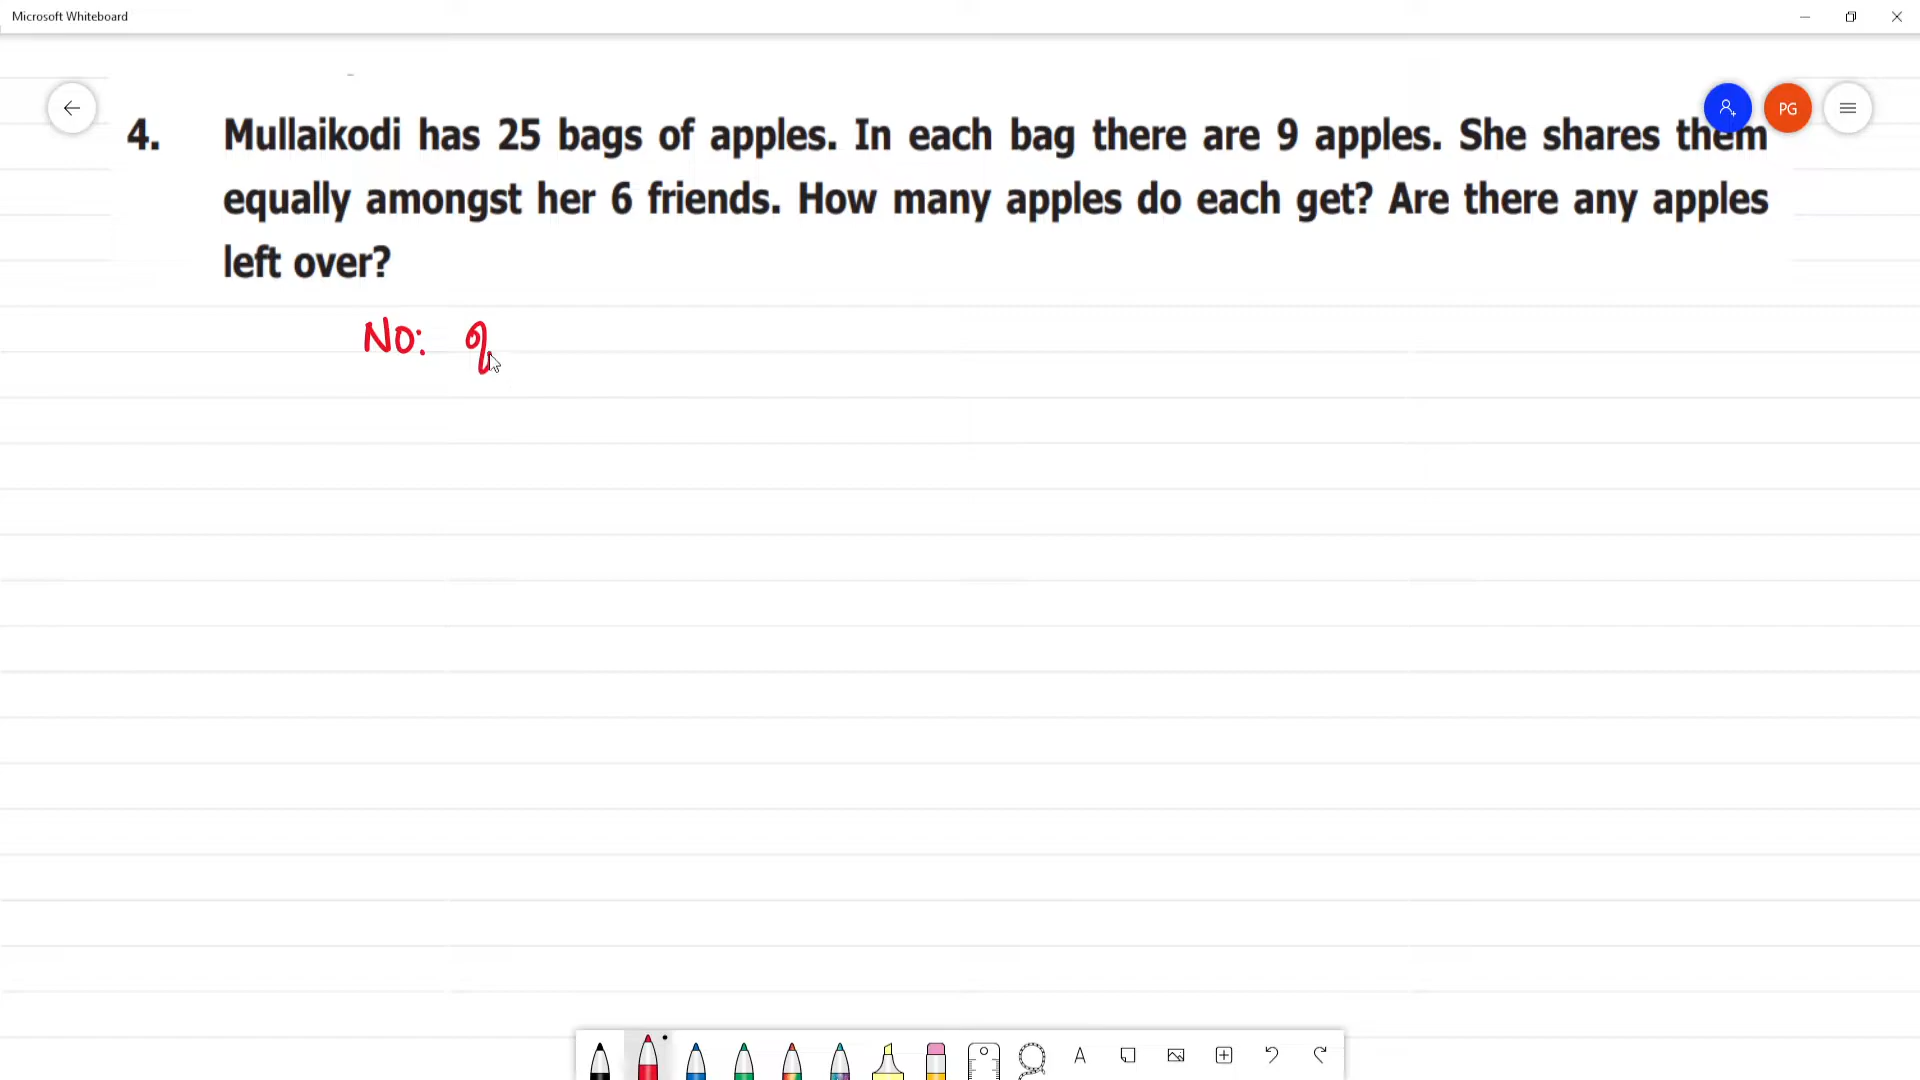 Microsoft Whiteboard
PG
4. Mullaikodi has 25 bags of apples. In each bag there are 9 apples. She shares them
equally amongst her 6 friends. How many apples do each get? Are there any apples
left over?
No:
A